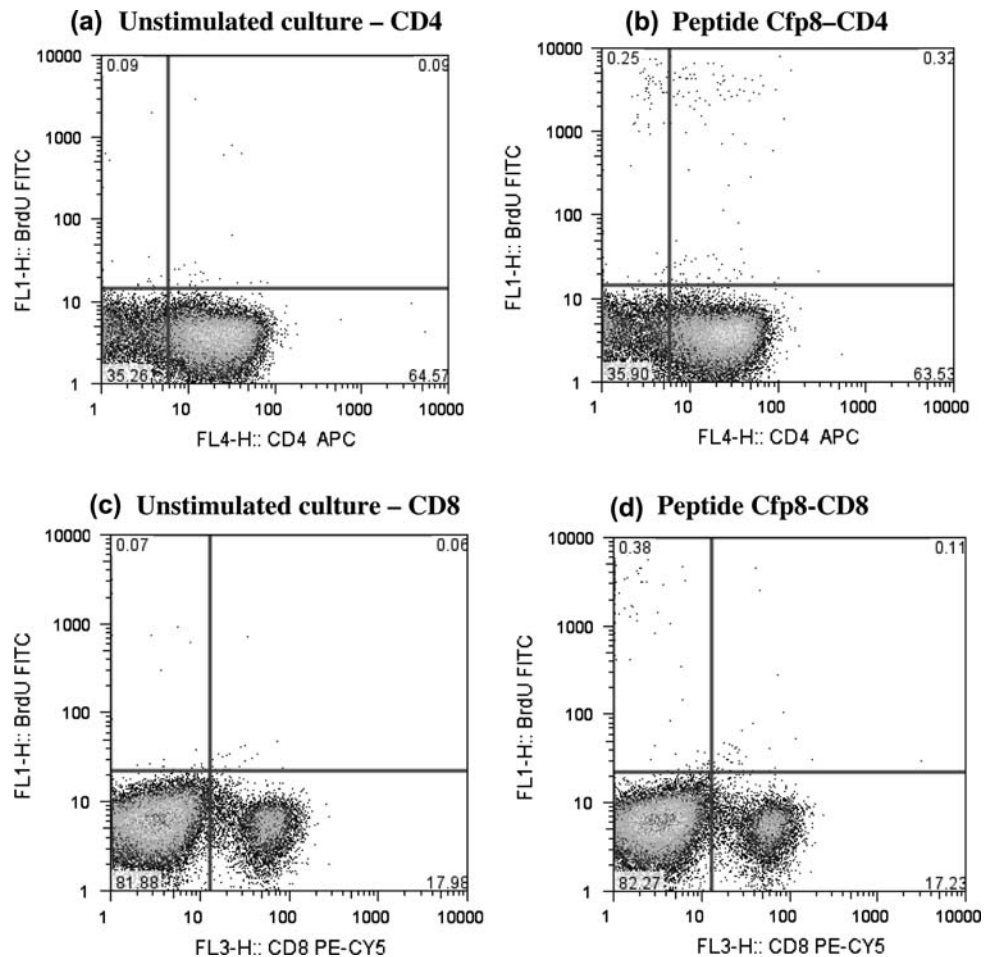 (a) Unstimulated culture – CD4
10000
1000
100
10
1
FL1-H:: BrdU FITC
0.09
0.09
35.26
64.57
1 10 100 1000 10000
FL4-H:: CD4 APC
(b) Peptide Cfp8–CD4
10000
1000
100
10
1
FL1-H:: BrdU FITC
0.25
0.32
35.90
63.53
1 10 100 1000 10000
FL4-H:: CD4 APC
(c) Unstimulated culture – CD8
10000
1000
100
10
1
FL1-H:: BrdU FITC
0.07
0.06
81.88
17.98
1 10 100 1000 10000
FL3-H:: CD8 PE-CY5
(d) Peptide Cfp8-CD8
10000
1000
100
10
1
FL1-H:: BrdU FITC
0.38
0.11
82.27
17.23
1 10 100 1000 10000
FL3-H:: CD8 PE-CY5